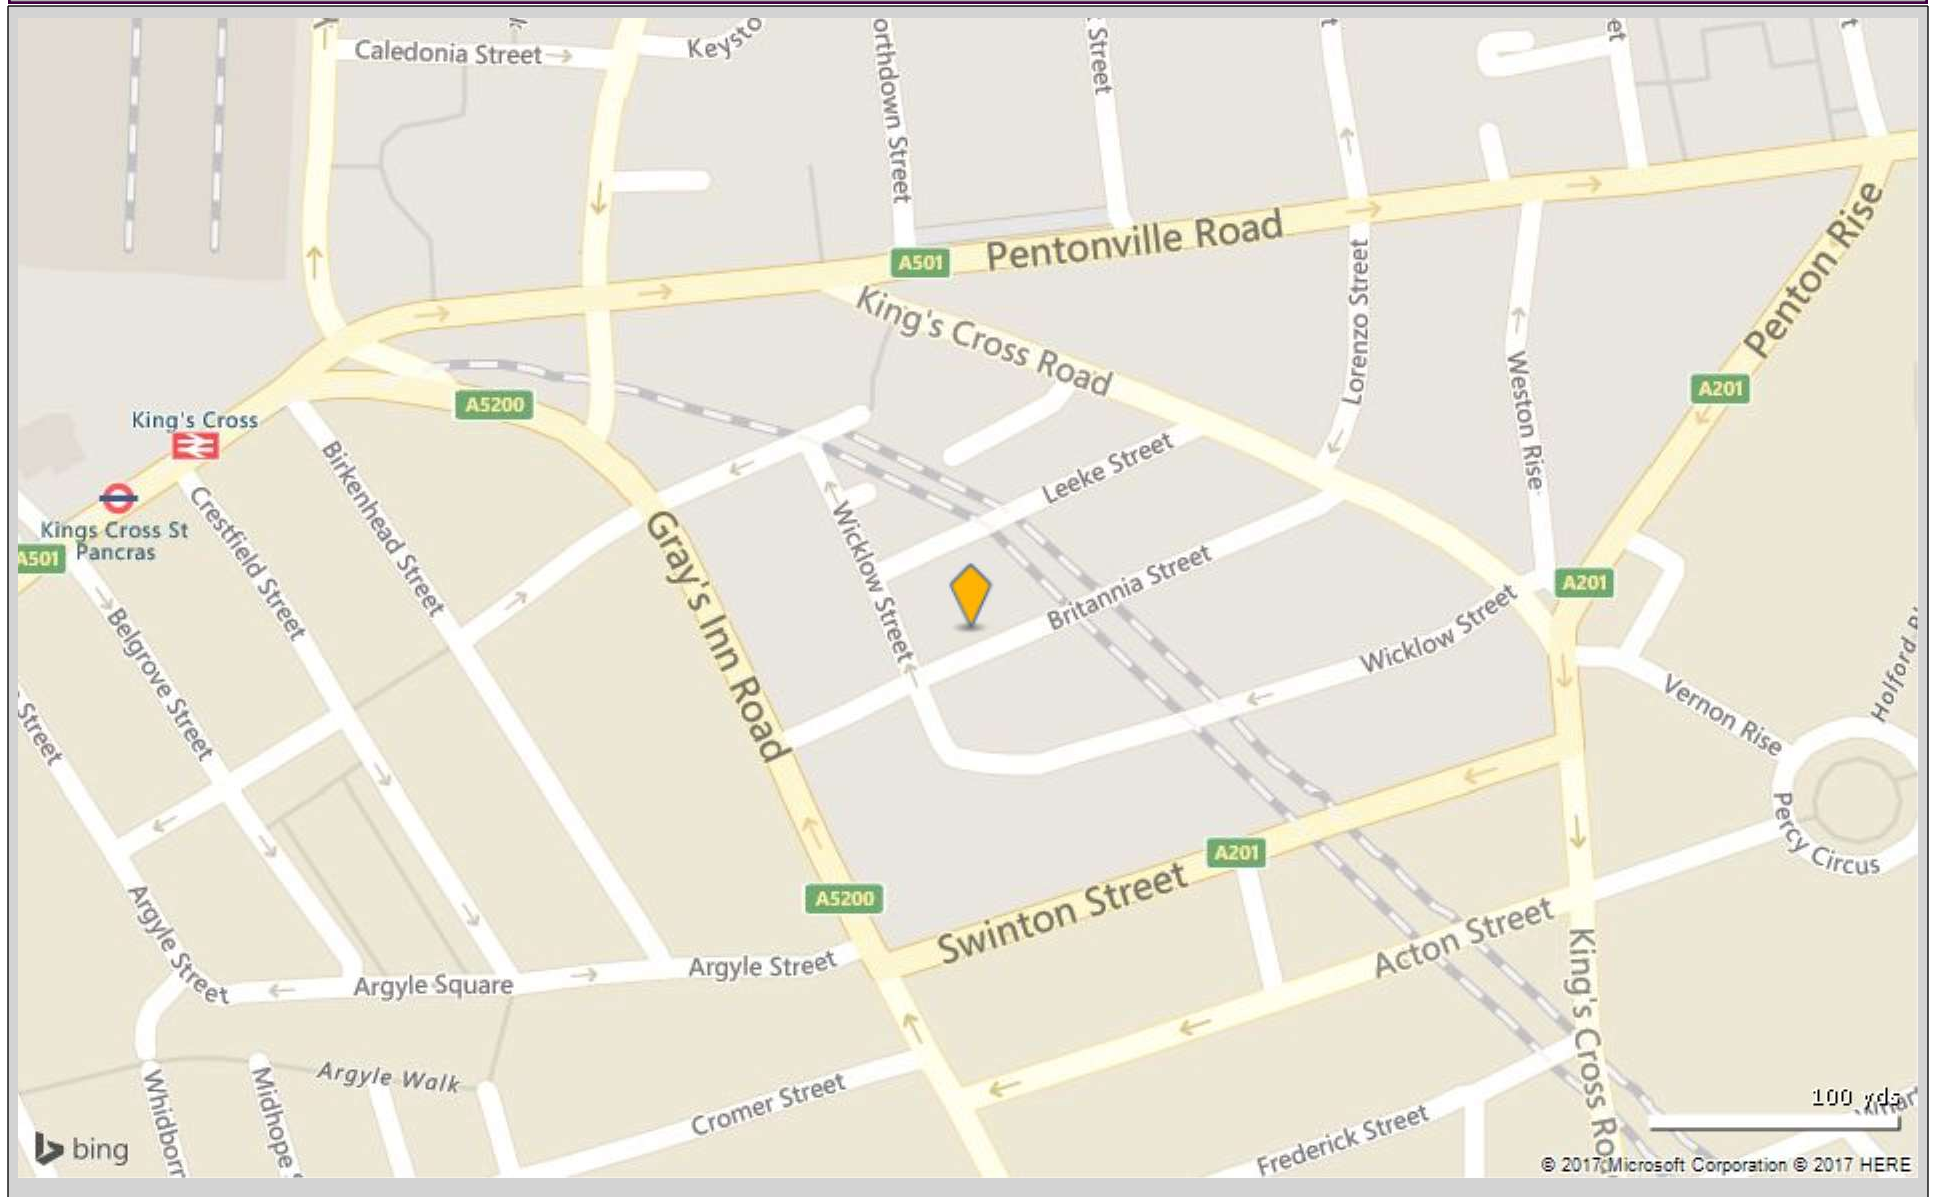 Caledonia Street
Keysto
orthdown Street
Street
t
et
t
A501
Pentonville Road
King's Cross Road
Lorenzo Street
Weston Rise
Penton Rise
A201
A5200
King's Cross
Kings Cross St
Pancras
A501
Birkenhead Street
Crestfield Street
Belgrove Street
Street
Gray's Inn Road
Wicklow Street
Leeke Street
Britannia Street
Wicklow Street
A201
Vernon Rise
Holford
Percy Circus
A201
A5200
Swinton Street
Acton Street
King's Cross Ro
Argyle Street
Argyle Square
Argyle Street
Argyle Walk
Whidborn
Midhope S
Cromer Street
Frederick Street
100 yds
bing
© 2017 Microsoft Corporation © 2017 HERE